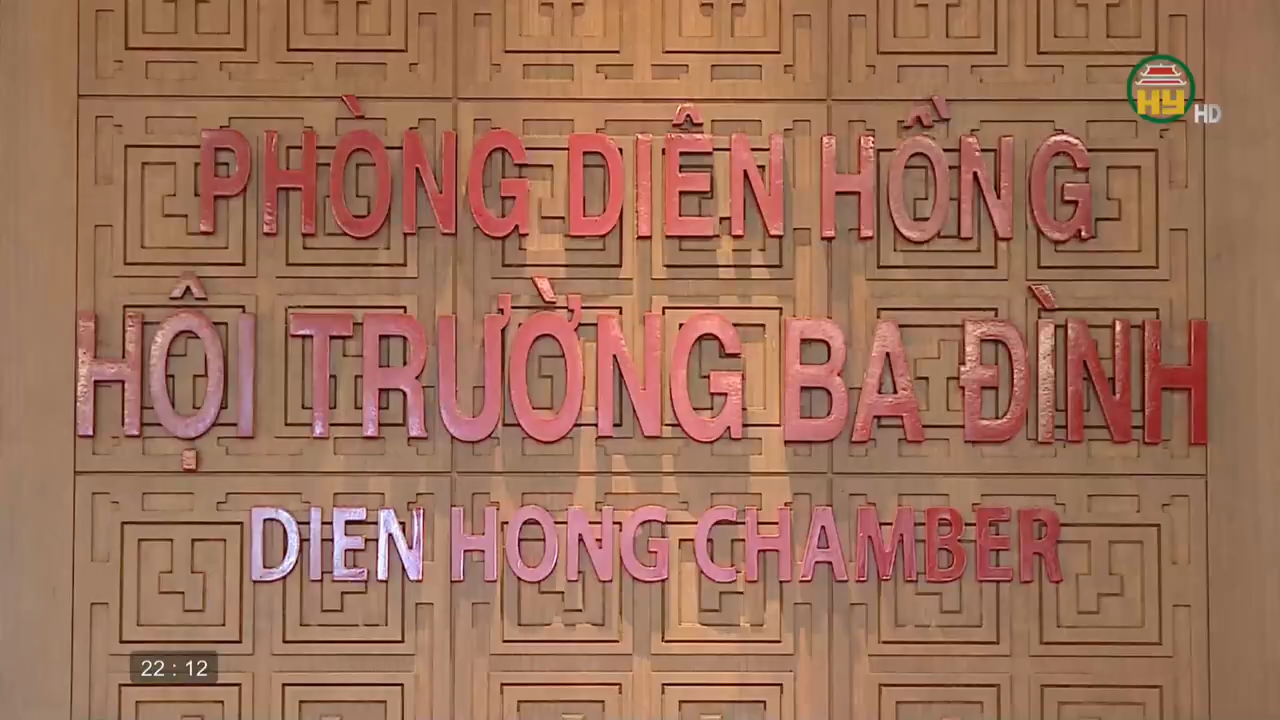 HY HD
PHÒNG DIÊN HỒNG
HỘI TRƯỜNG BA ĐÌNH
DIEN HONG CHAMBER
22 : 12